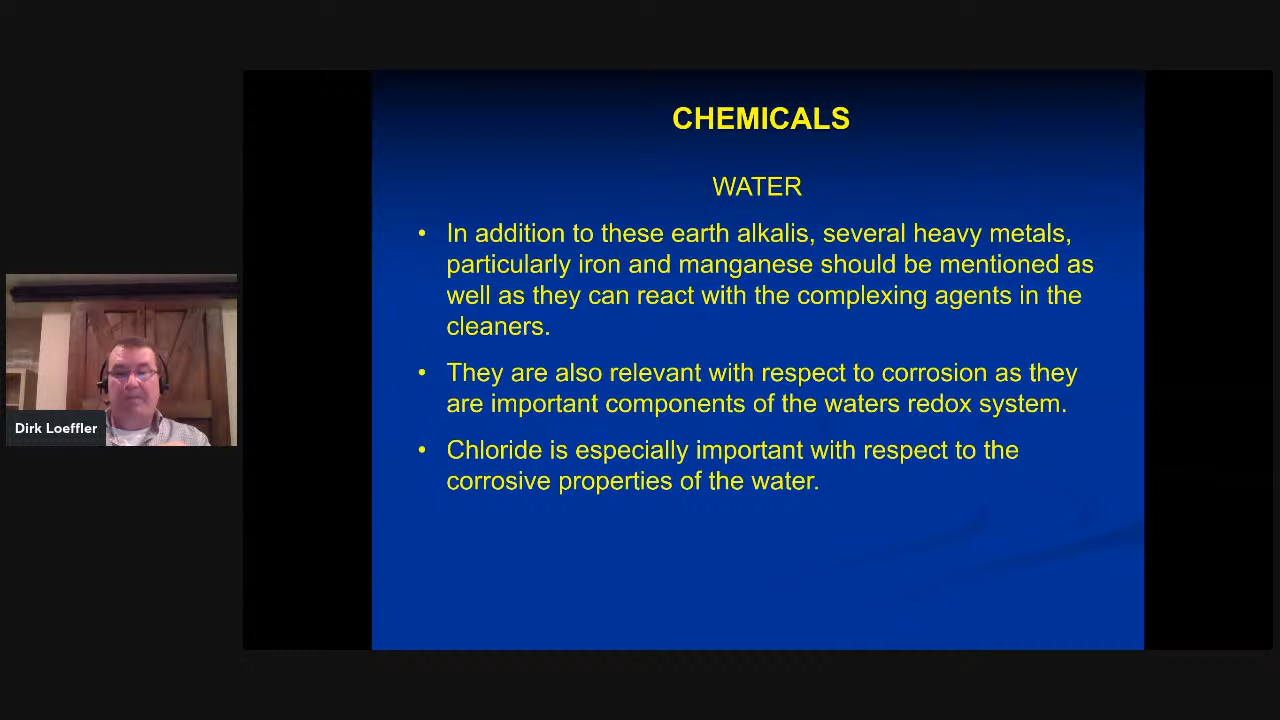 CHEMICALS
WATER
• In addition to these earth alkalis, several heavy metals,
particularly iron and manganese should be mentioned as
well as they can react with the complexing agents in the
cleaners.
• They are also relevant with respect to corrosion as they
are important components of the waters redox system.
• Chloride is especially important with respect to the
corrosive properties of the water.
Dirk Loeffler